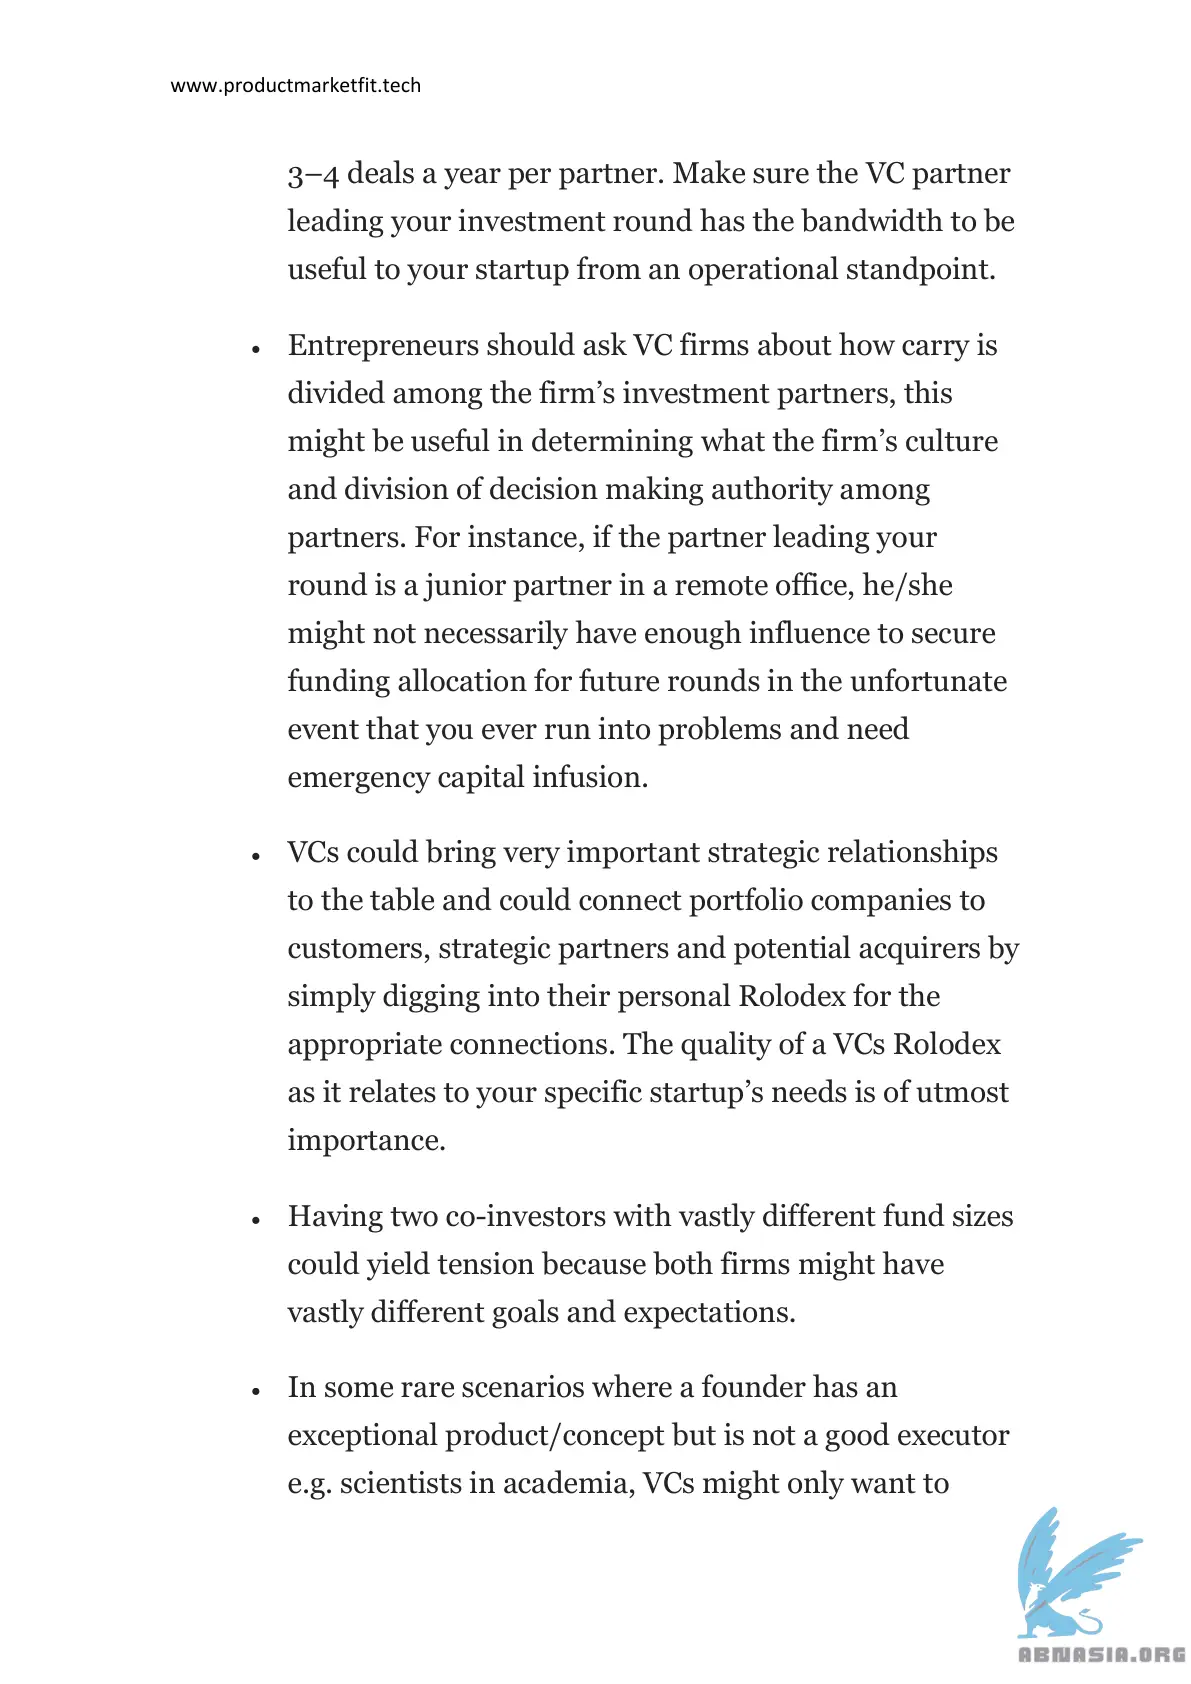 www.productmarketfit.tech
3–4 deals a year per partner. Make sure the VC partner
leading your investment round has the bandwidth to be
useful to your startup from an operational standpoint.
• Entrepreneurs should ask VC firms about how carry is
divided among the firm’s investment partners, this
might be useful in determining what the firm’s culture
and division of decision making authority among
partners. For instance, if the partner leading your
round is a junior partner in a remote office, he/she
might not necessarily have enough influence to secure
funding allocation for future rounds in the unfortunate
event that you ever run into problems and need
emergency capital infusion.
• VCs could bring very important strategic relationships
to the table and could connect portfolio companies to
customers, strategic partners and potential acquirers by
simply digging into their personal Rolodex for the
appropriate connections. The quality of a VCs Rolodex
as it relates to your specific startup’s needs is of utmost
importance.
• Having two co-investors with vastly different fund sizes
could yield tension because both firms might have
vastly different goals and expectations.
• In some rare scenarios where a founder has an
exceptional product/concept but is not a good executor
e.g. scientists in academia, VCs might only want to
ABNASIA.ORG